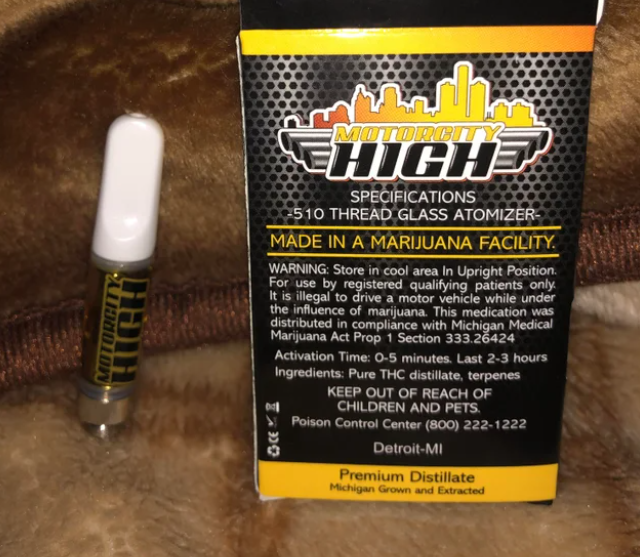 MOTORCITY
HIGH
SPECIFICATIONS
-510 THREAD GLASS ATOMIZER-
MADE IN A MARIJUANA FACILITY.
WARNING: Store in cool area In Upright Position.
For use by registered qualifying patients only.
It is illegal to drive a motor vehicle while under
the influence of marijuana. This medication was
distributed in compliance with Michigan Medical
Marijuana Act Prop 1 Section 333.26424
Activation Time: 0-5 minutes. Last 2-3 hours
Ingredients: Pure THC distillate, terpenes
KEEP OUT OF REACH OF
CHILDREN AND PETS.
Poison Control Center (800) 222-1222
Detroit-MI
Premium Distillate
Michigan Grown and Extracted
MOTORCITY
HIGH